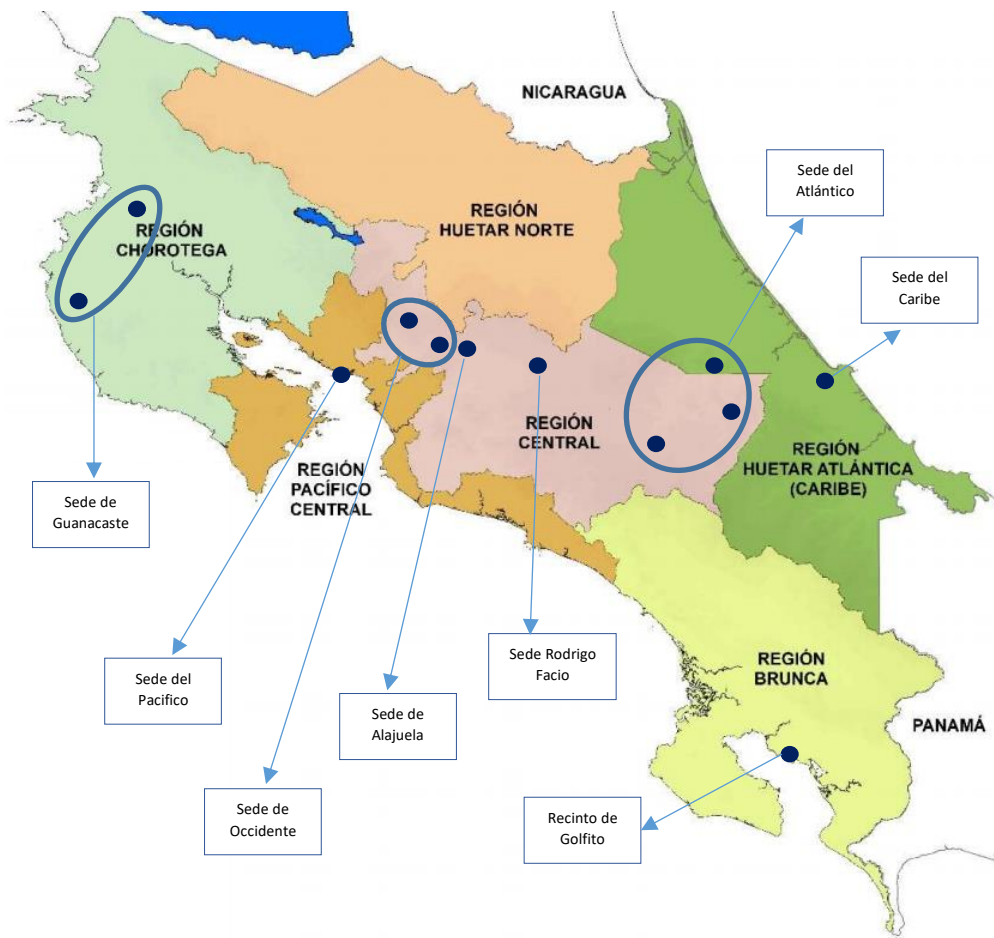 NICARAGUA
Sede del
Atlántico
REGIÓN
HUETAR NORTE
REGIÓN
CHOROTEGA
Sede del
Caribe
REGIÓN
CENTRAL
REGIÓN
HUETAR ATLÁNTICA
(CARIBE)
REGIÓN
PACÍFICO
CENTRAL
Sede de
Guanacaste
Sede del
Pacifico
Sede de
Alajuela
Sede Rodrigo
Facio
REGIÓN
BRUNCA
PANAMÁ
Sede de
Occidente
Recinto de
Golfito